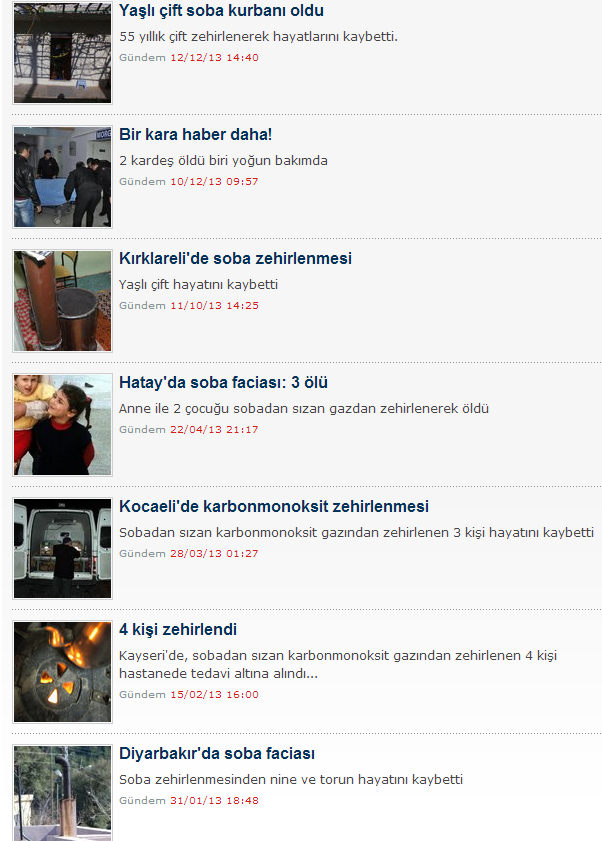 Yaşlı çift soba kurbanı oldu
55 yıllık çift zehirlenerek hayatlarını kaybetti.
Gündem 12/12/13 14:40
MORG
Bir kara haber daha!
2 kardeş öldü biri yoğun bakımda
Gündem 10/12/13 09:57
Kırklareli'de soba zehirlenmesi
Yaşlı çift hayatını kaybetti
Gündem 11/10/13 14:25
Hatay'da soba faciası: 3 ölü
Anne ile 2 çocuğu sobadan sızan gazdan zehirlenerek öldü
Gündem 22/04/13 21:17
Kocaeli'de karbonmonoksit zehirlenmesi
Sobadan sızan karbonmonoksit gazından zehirlenen 3 kişi hayatını kaybetti
Gündem 28/03/13 01:27
4 kişi zehirlendi
Kayseri'de, sobadan sızan karbonmonoksit gazından zehirlenen 4 kişi
hastanede tedavi altına alındı...
Gündem 15/02/13 16:00
Diyarbakır'da soba faciası
Soba zehirlenmesinden nine ve torun hayatını kaybetti
Gündem 31/01/13 18:48